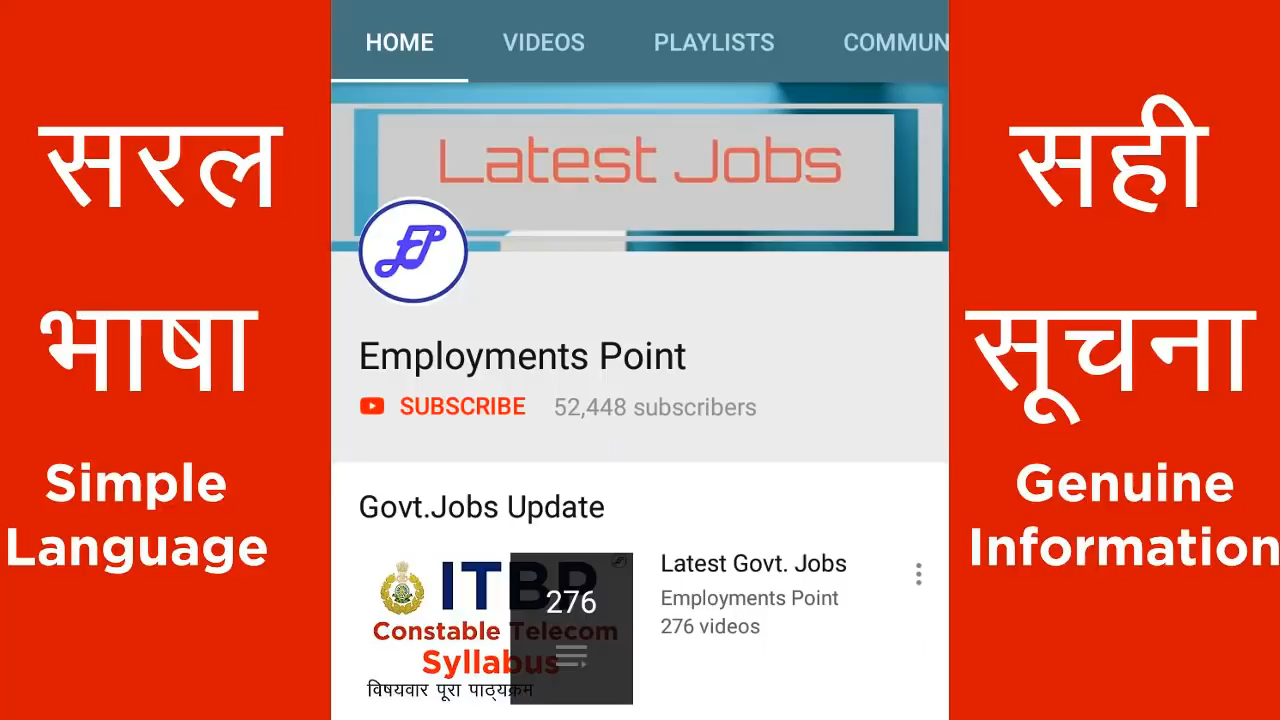 सरल
भाषा
Simple
Language
HOME VIDEOS PLAYLISTS COMMUN
Latest Jobs
EP
Employments Point
SUBSCRIBE 52,448 subscribers
Govt.Jobs Update
ITBP
Constable Telecom
Syllabus
विषयवार पूरा पाठ्यक्रम
276
Latest Govt. Jobs
Employments Point
276 videos
सही
सूचना
Genuine
Information